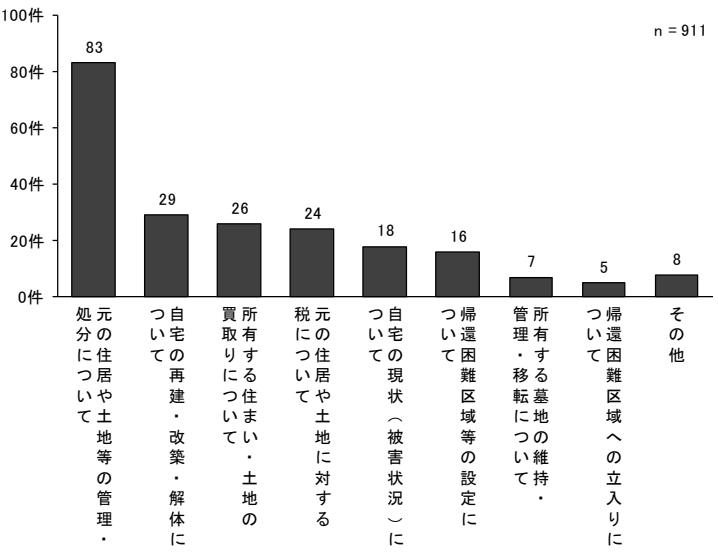 100件
80件
60件
40件
20件
0件
n = 911
83
29
26
24
18
16
7
5
8
元の住居や土地等の管理・
処分について
自宅の再建・改築・解体に
ついて
所有する住まい・土地の
買取りについて
元の住居や土地に対する
税について
自宅の現状（被害状況）に
ついて
帰還困難区域等の設定に
ついて
所有する墓地の維持・
管理・移転について
帰還困難区域への立入りに
ついて
その他